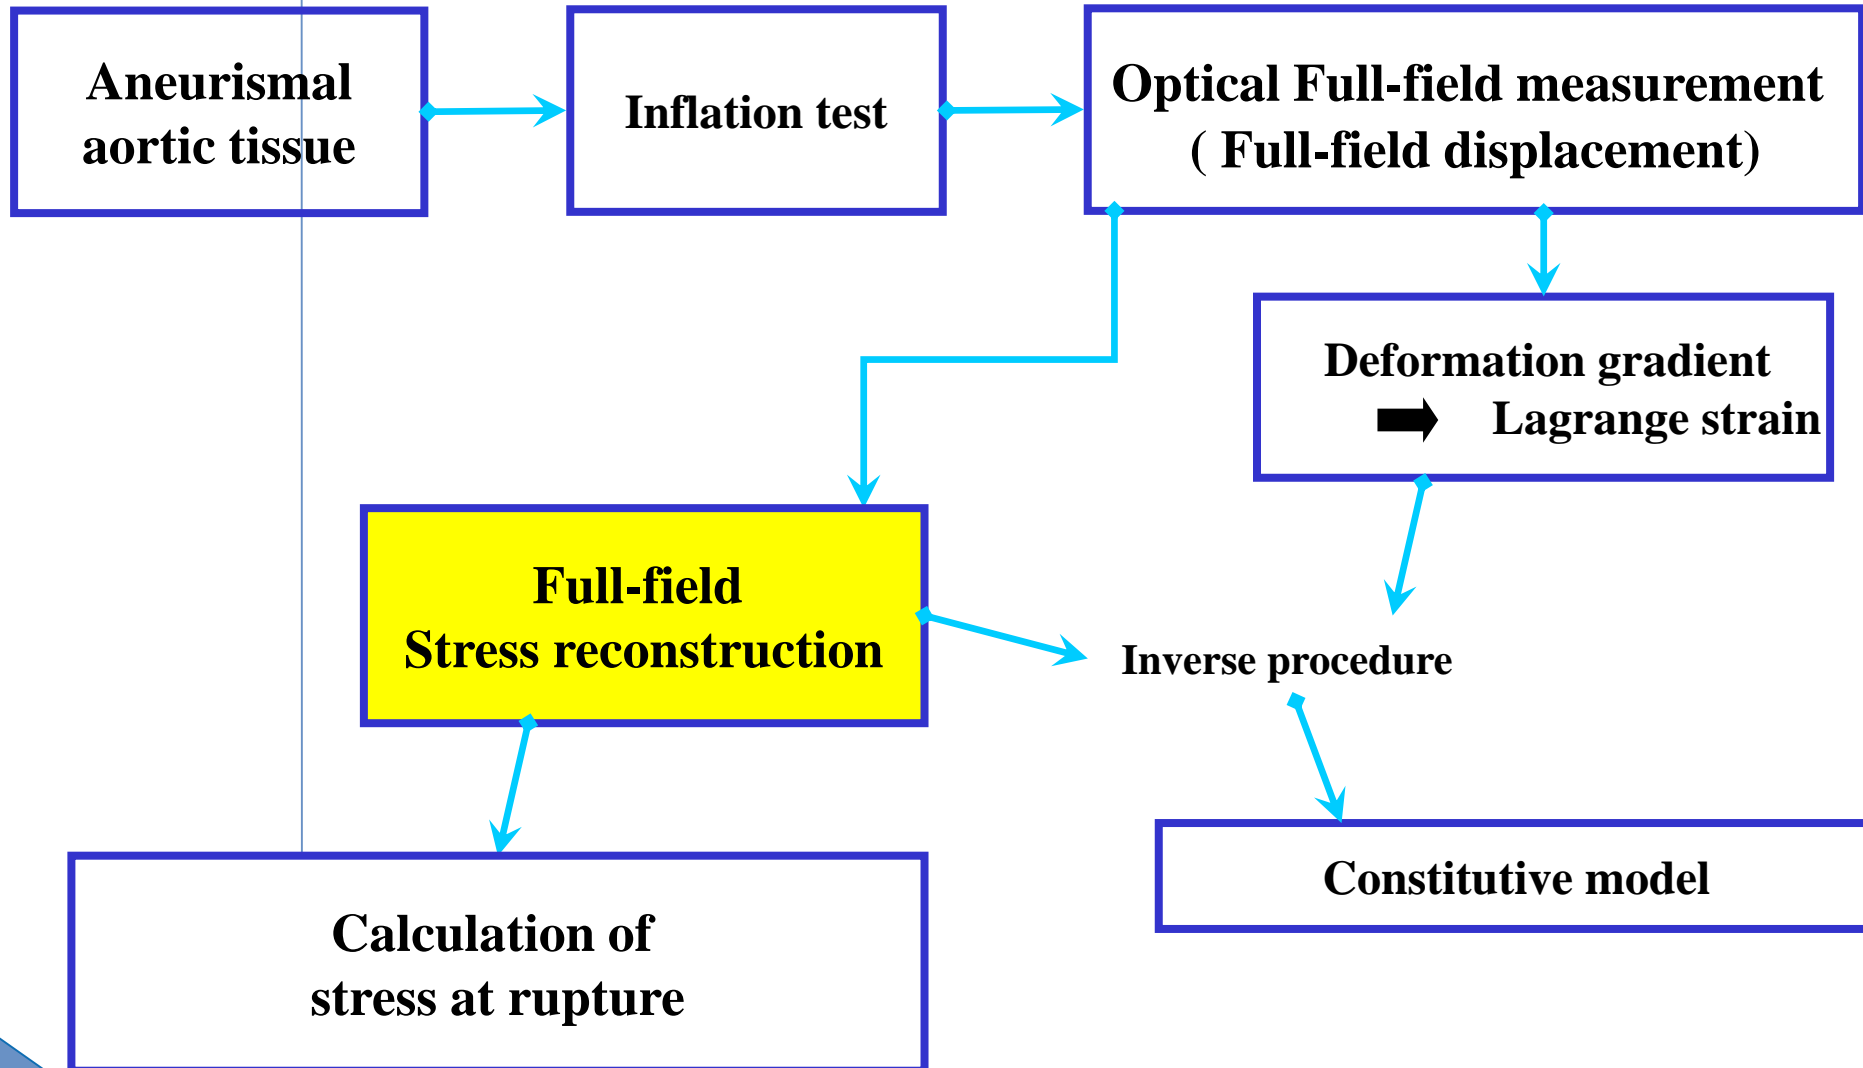 Aneurismal
aortic tissue
Inflation test
Optical Full-field measurement
( Full-field displacement)
Deformation gradient
Lagrange strain
Full-field
Stress reconstruction
Inverse procedure
Constitutive model
Calculation of
stress at rupture